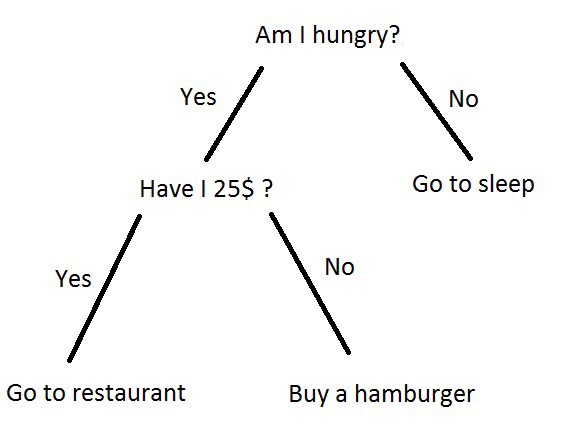 Am I hungry?
Yes
No
Have I 25$ ?
Go to sleep
Yes
No
Go to restaurant
Buy a hamburger